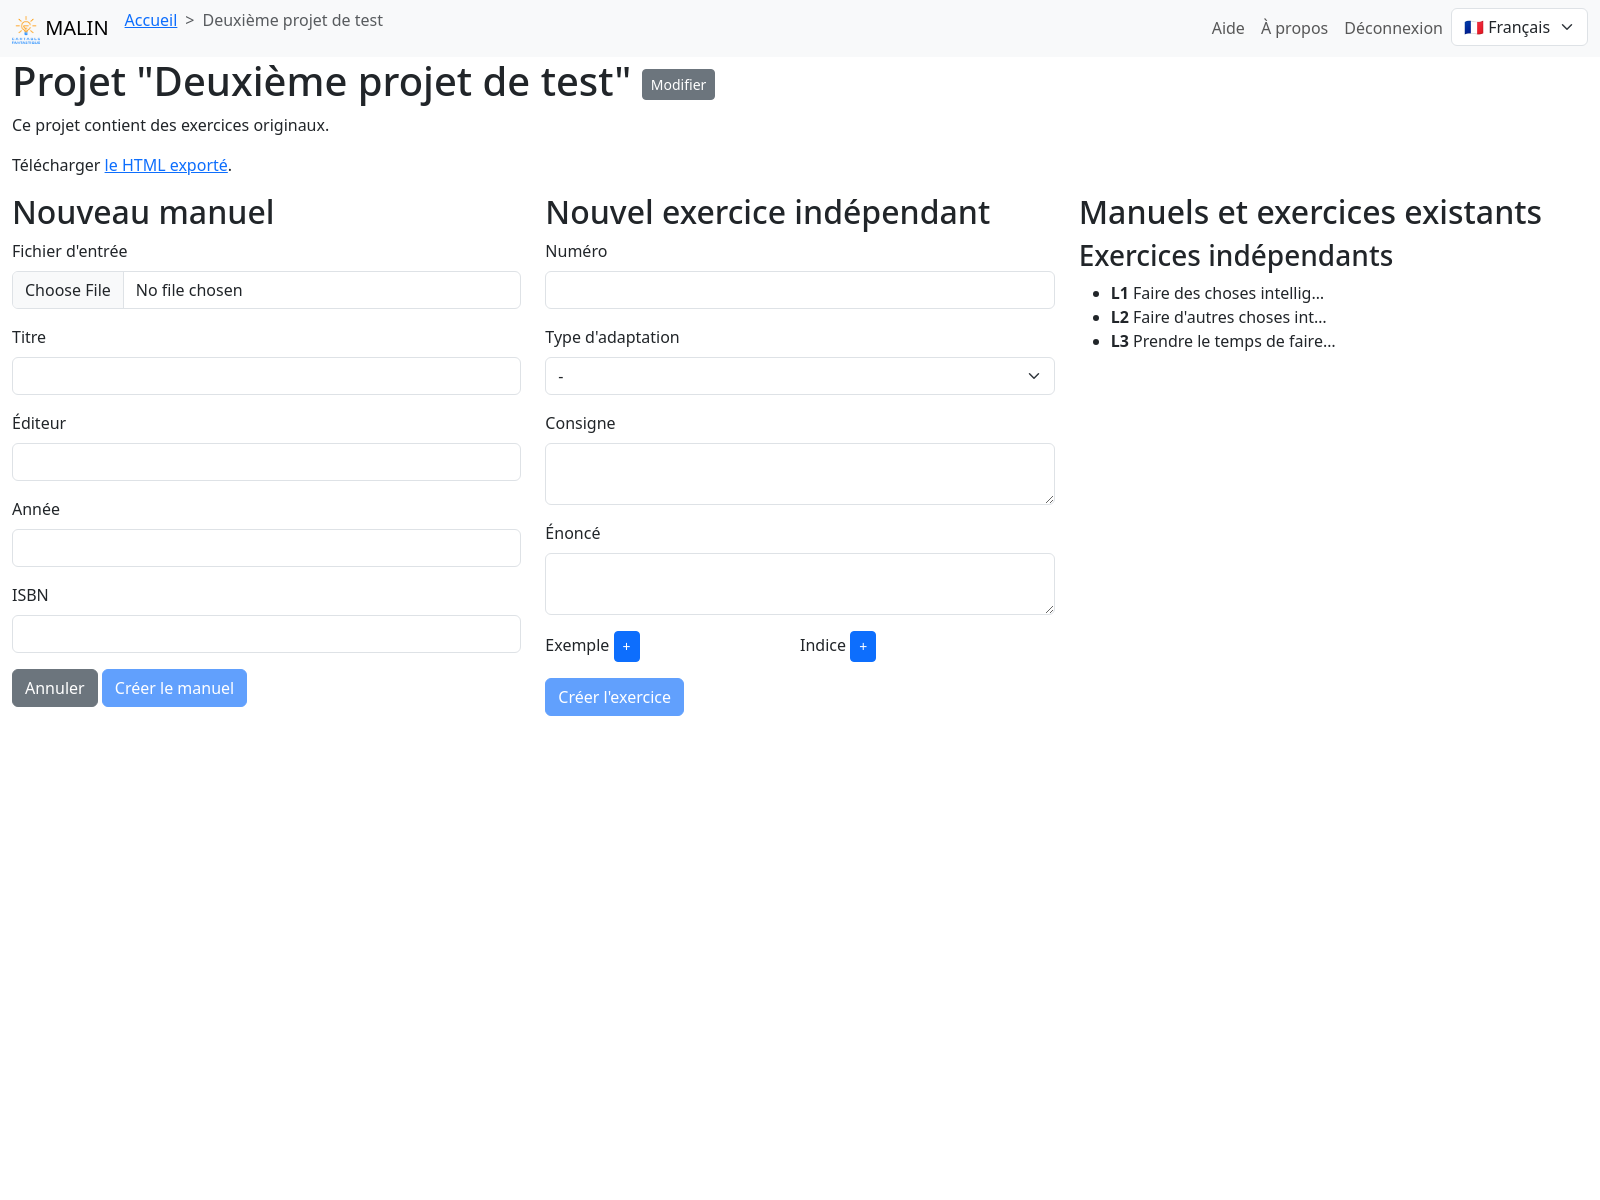 MALIN
Accueil > Deuxième projet de test
Aide
À propos
Déconnexion
Français
Projet "Deuxième projet de test"
Modifier
Ce projet contient des exercices originaux.
Télécharger le HTML exporté.
Nouveau manuel
Fichier d'entrée
Choose File
No file chosen
Titre
Éditeur
Année
ISBN
Annuler
Créer le manuel
Nouvel exercice indépendant
Numéro
Type d'adaptation
-
Consigne
Énoncé
Exemple +
Indice +
Créer l'exercice
Manuels et exercices existants
Exercices indépendants
L1 Faire des choses intellig…
L2 Faire d'autres choses int…
L3 Prendre le temps de faire…